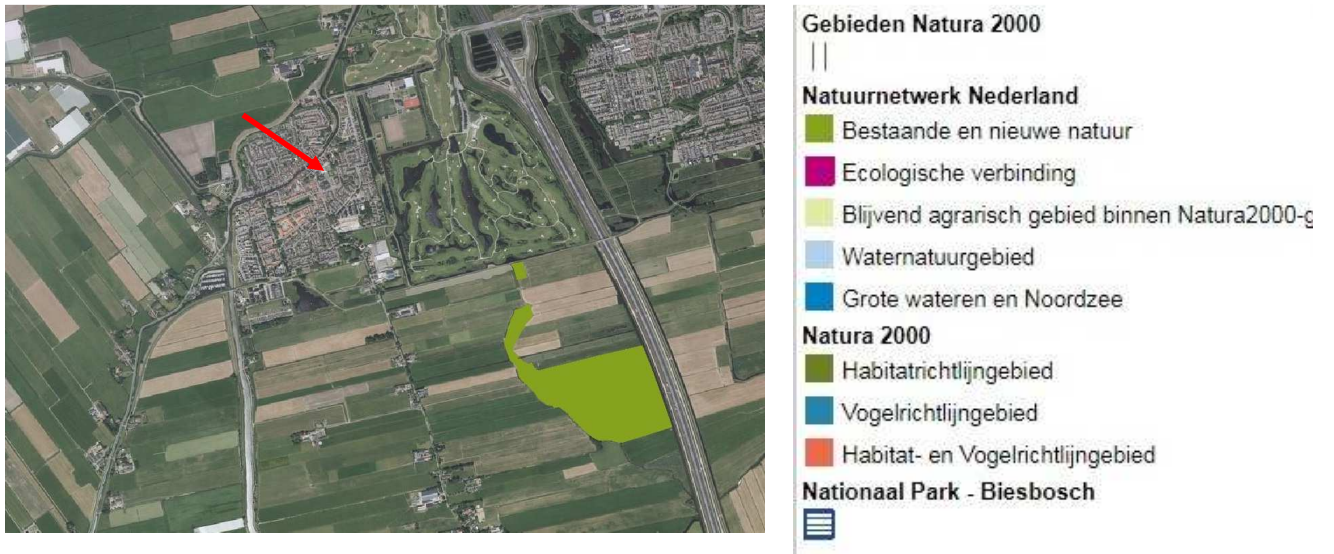 Gebieden Natura 2000
Natuurnetwerk Nederland
Bestaande en nieuwe natuur
Ecologische verbinding
Blijvend agrarisch gebied binnen Natura2000-g
Waternatuurgebied
Grote wateren en Noordzee
Natura 2000
Habitatrichtlijngebied
Vogelrichtlijngebied
Habitat- en Vogelrichtlijngebied
Nationaal Park - Biesbosch